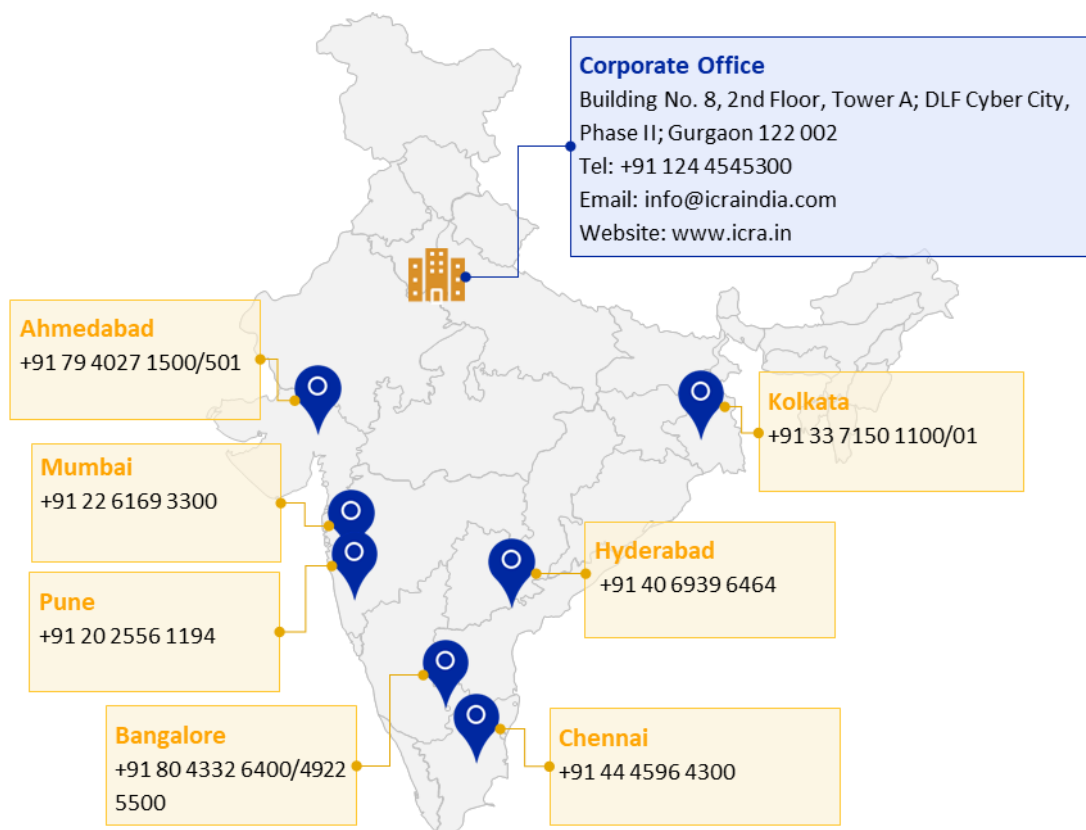 Corporate Office
Building No. 8, 2nd Floor, Tower A; DLF Cyber City,
Phase II; Gurgaon 122 002
Tel: +91 124 4545300
Email: info@icraindia.com
Website: www.icra.in
Ahmedabad
+91 79 4027 1500/501
Kolkata
+91 33 7150 1100/01
Mumbai
+91 22 6169 3300
Hyderabad
+91 40 6939 6464
Pune
+91 20 2556 1194
Bangalore
+91 80 4332 6400/4922
5500
Chennai
+91 44 4596 4300